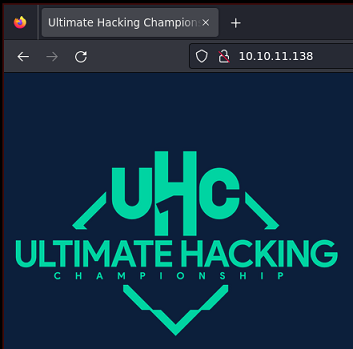 Ultimate Hacking Champion
10.10.11.138
UHC
ULTIMATE HACKING
CHAMPIONSHIP